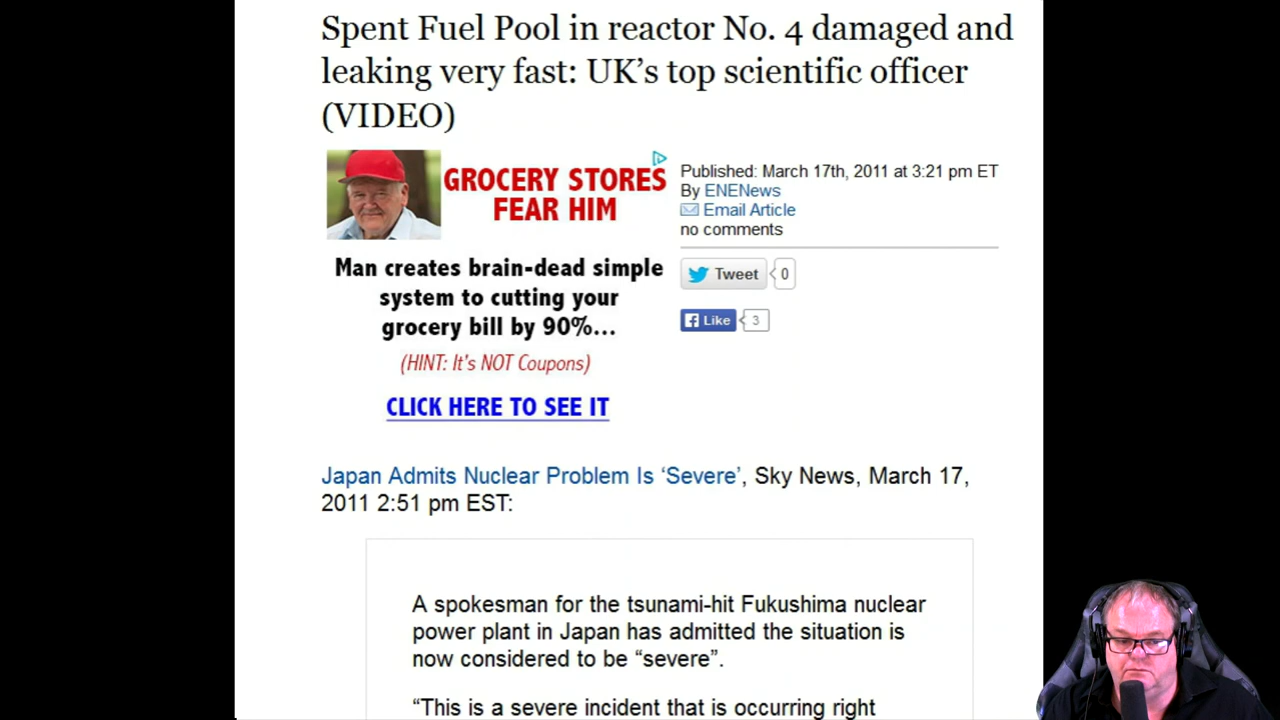 Spent Fuel Pool in reactor No. 4 damaged and
leaking very fast: UK's top scientific officer
(VIDEO)
GROCERY STORES
FEAR HIM
Man creates brain-dead simple
system to cutting your
grocery bill by 90%...
(HINT: It's NOT Coupons)
CLICK HERE TO SEE IT
Published: March 17th, 2011 at 3:21 pm ET
By ENENews
Email Article
no comments
Tweet 0
Like 3
Japan Admits Nuclear Problem Is ‘Severe’, Sky News, March 17,
2011 2:51 pm EST:
A spokesman for the tsunami-hit Fukushima nuclear
power plant in Japan has admitted the situation is
now considered to be “severe”.
“This is a severe incident that is occurring right